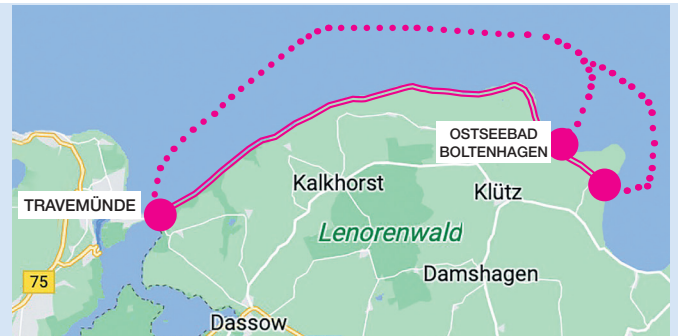 OSTSEEBAD
BOLTENHAGEN
Kalkhorst
Klütz
TRAVEMÜNDE
Lenorenwald
75
Damshagen
Dassow